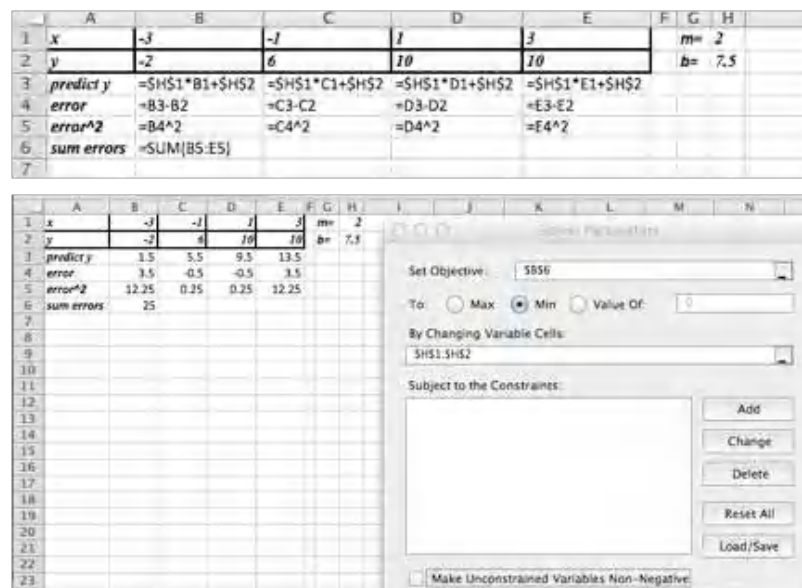 A B C D E F G H
1 x -3 -1 1 3 m= 2
2 y -2 6 10 10 b= 7.5
3 predict y =$H$1*B1+$H$2 =$H$1*C1+$H$2 =$H$1*D1+$H$2 =$H$1*E1+$H$2
4 error =B3-B2 =C3-C2 =D3-D2 =E3-E2
5 error^2 =B4^2 =C4^2 =D4^2 =E4^2
6 sum errors =SUM(B5:E5)
7
A B C D E F G H I J K L M N
1 x -3 -1 1 3 m= 2
2 y -2 6 10 10 b= 7.5
3 predict y 1.5 5.5 9.5 13.5
4 error 3.5 -0.5 -0.5 3.5
5 error^2 12.25 0.25 0.25 12.25
6 sum errors 25
7
8
9
10
11
12
13
14
15
16
17
18
19
20
21
22
23
Solver Parameters
Set Objective: $B$6
To: Max Min Value Of: 0
By Changing Variable Cells:
$H$1:$H$2
Subject to the Constraints:
Add
Change
Delete
Reset All
Load/Save
Make Unconstrained Variables Non-Negative